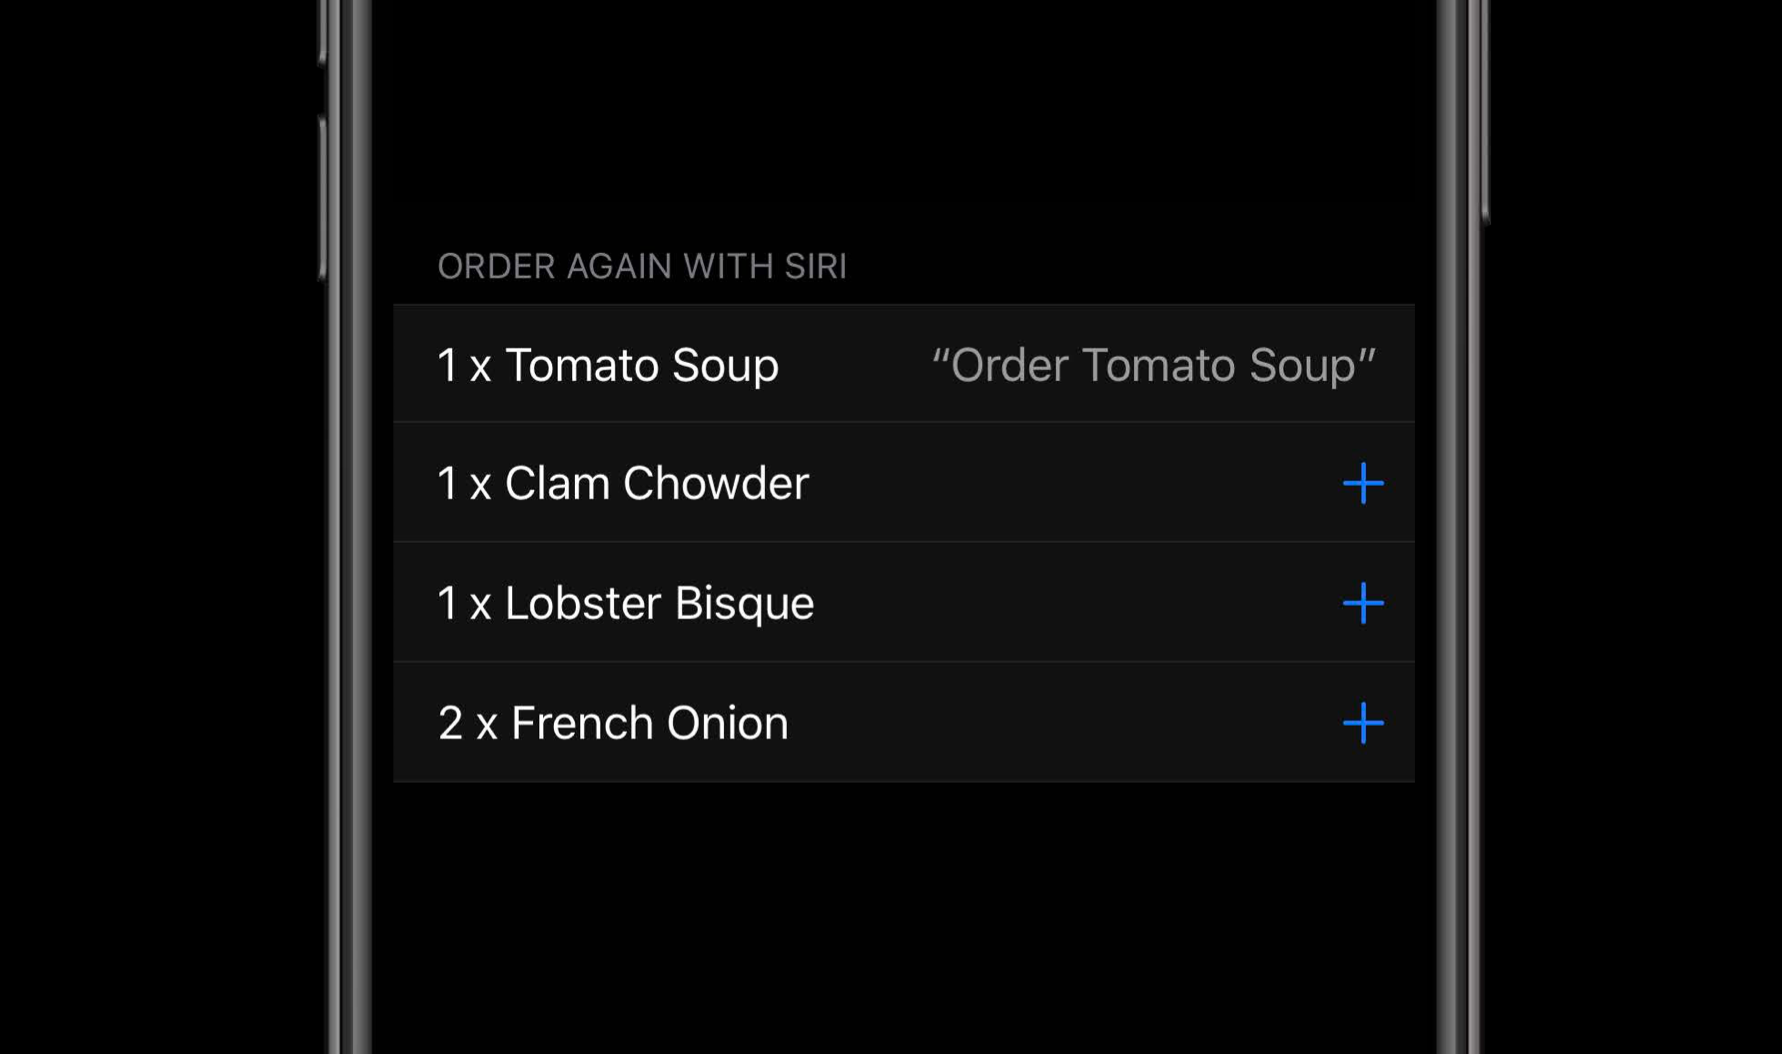 ORDER AGAIN WITH SIRI
1 x Tomato Soup “Order Tomato Soup”
1 x Clam Chowder
1 x Lobster Bisque
2 x French Onion